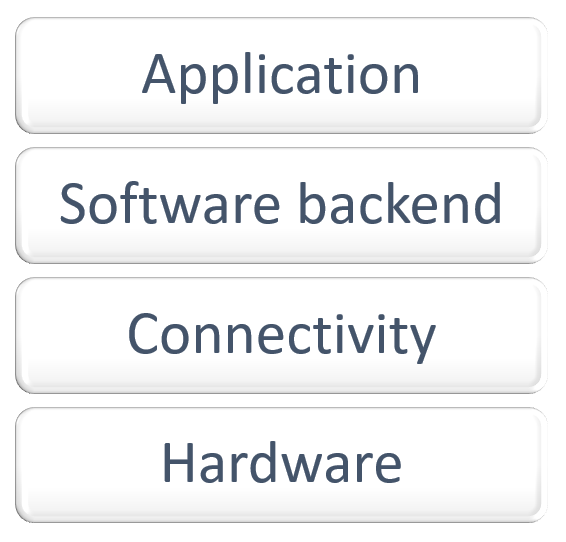 Application
Software backend
Connectivity
Hardware